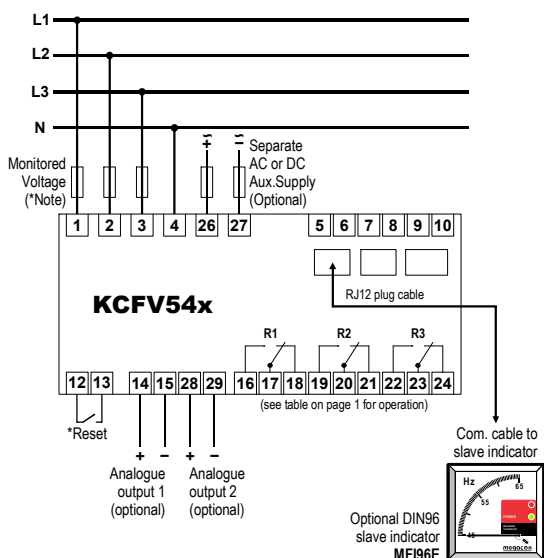 L1
L2
L3
N
Monitored
Voltage
(*Note)
+
−
Separate
AC or DC
Aux.Supply
(Optional)
1 2 3 4 26 27 5 6 7 8 9 10
RJ12 plug cable
KCFV54x
R1 R2 R3
12 13 14 15 28 29 16 17 18 19 20 21 22 23 24
(see table on page 1 for operation)
*Reset
+ − + −
Analogue
output 1
(optional)
Analogue
output 2
(optional)
Com. cable to
slave indicator
Hz
45 55 65
POWER
megacon
Optional DIN96
slave indicator
MFI96E